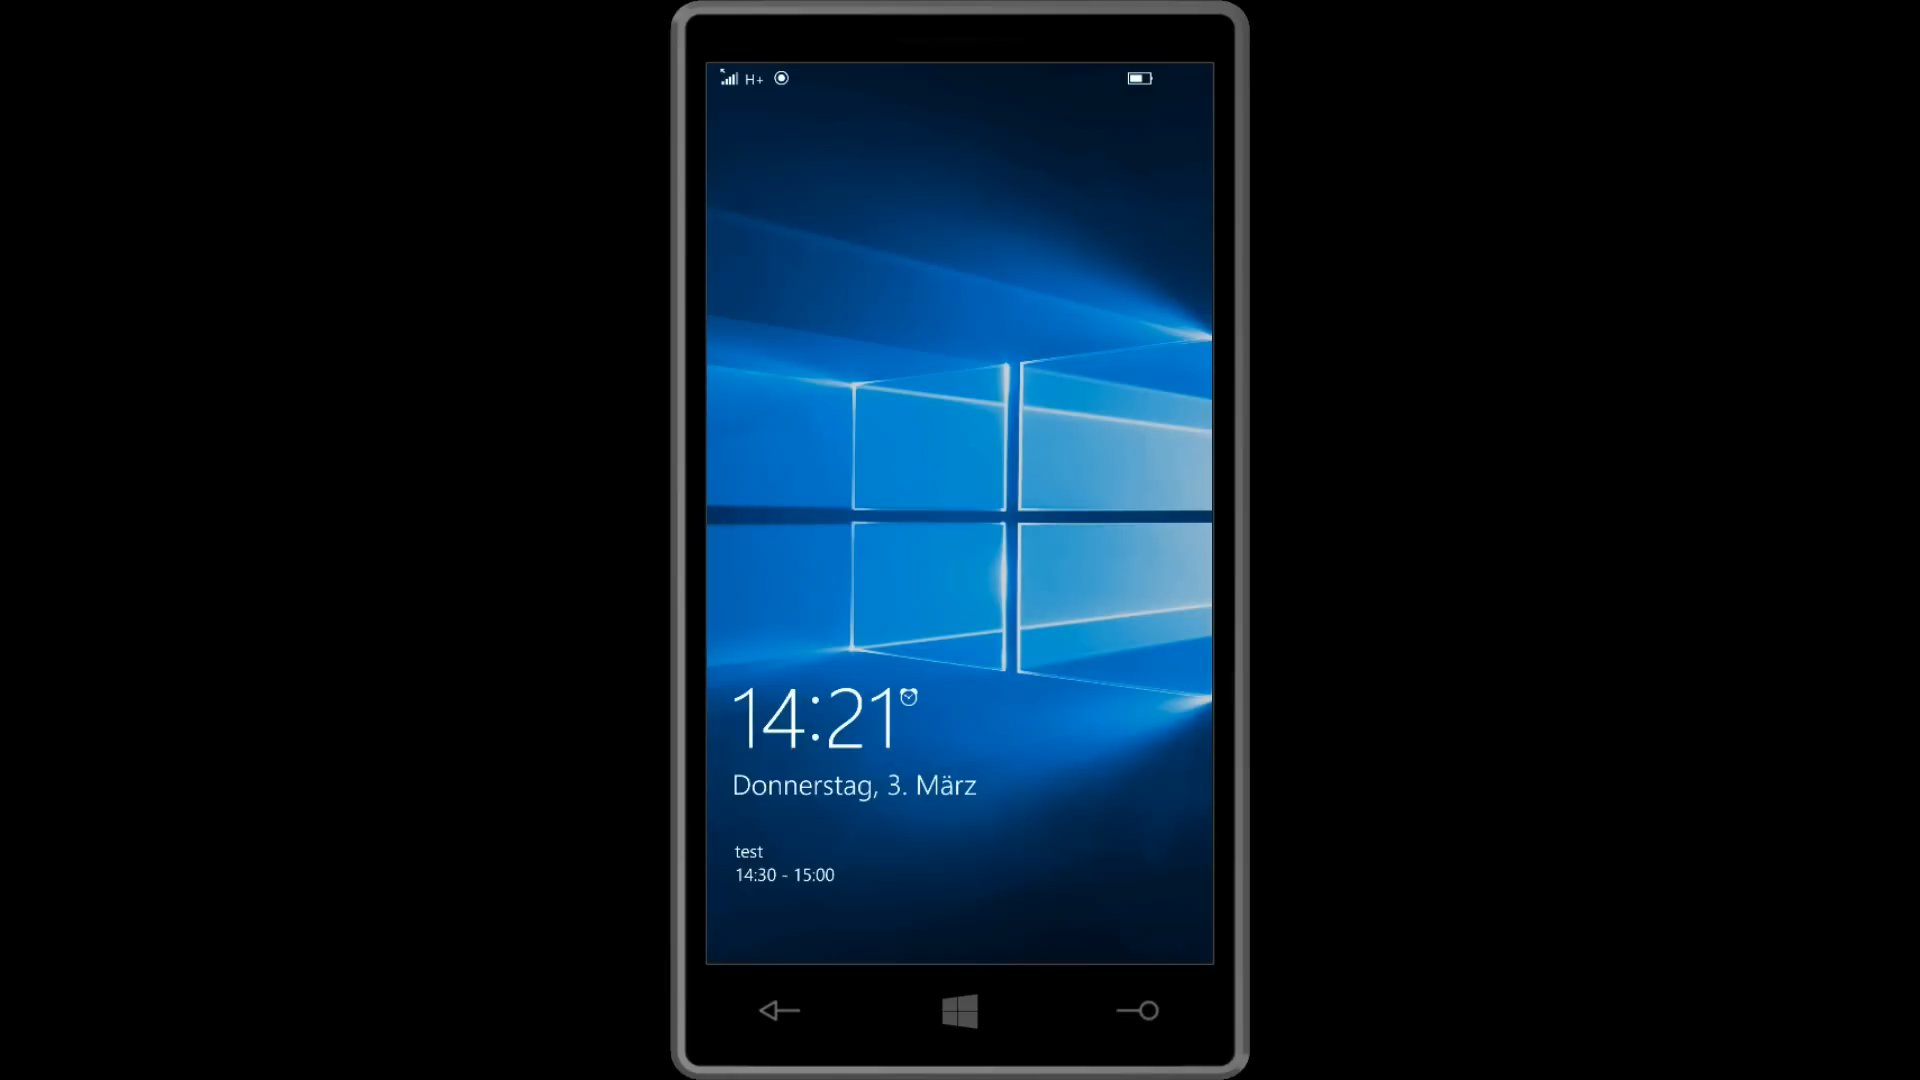 H+
14:21
Donnerstag, 3. März
test
14:30 - 15:00